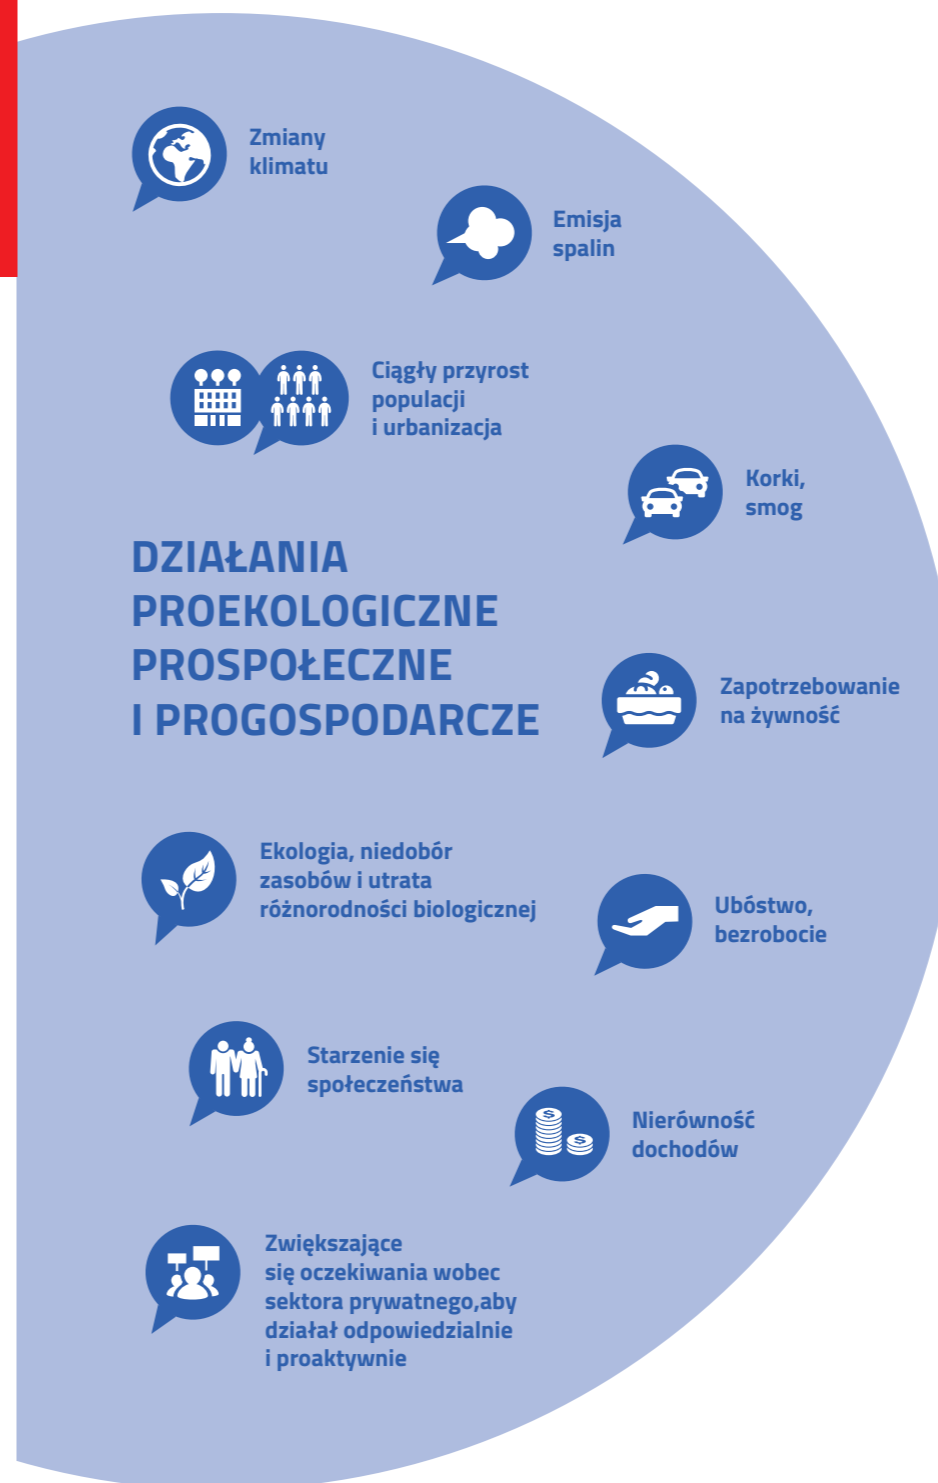 Zmiany
klimatu
Emisja
spalin
Ciągły przyrost
populacji
i urbanizacja
Korki,
smog
DZIAŁANIA
PROEKOLOGICZNE
PROSPOŁECZNE
I PROGOSPODARCZE
Zapotrzebowanie
na żywność
Ekologia, niedobór
zasobów i utrata
różnorodności biologicznej
Ubóstwo,
bezrobocie
Starzenie się
społeczeństwa
Nierówność
dochodów
Zwiększające
się oczekiwania wobec
sektora prywatnego,aby
działał odpowiedzialnie
i proaktywnie